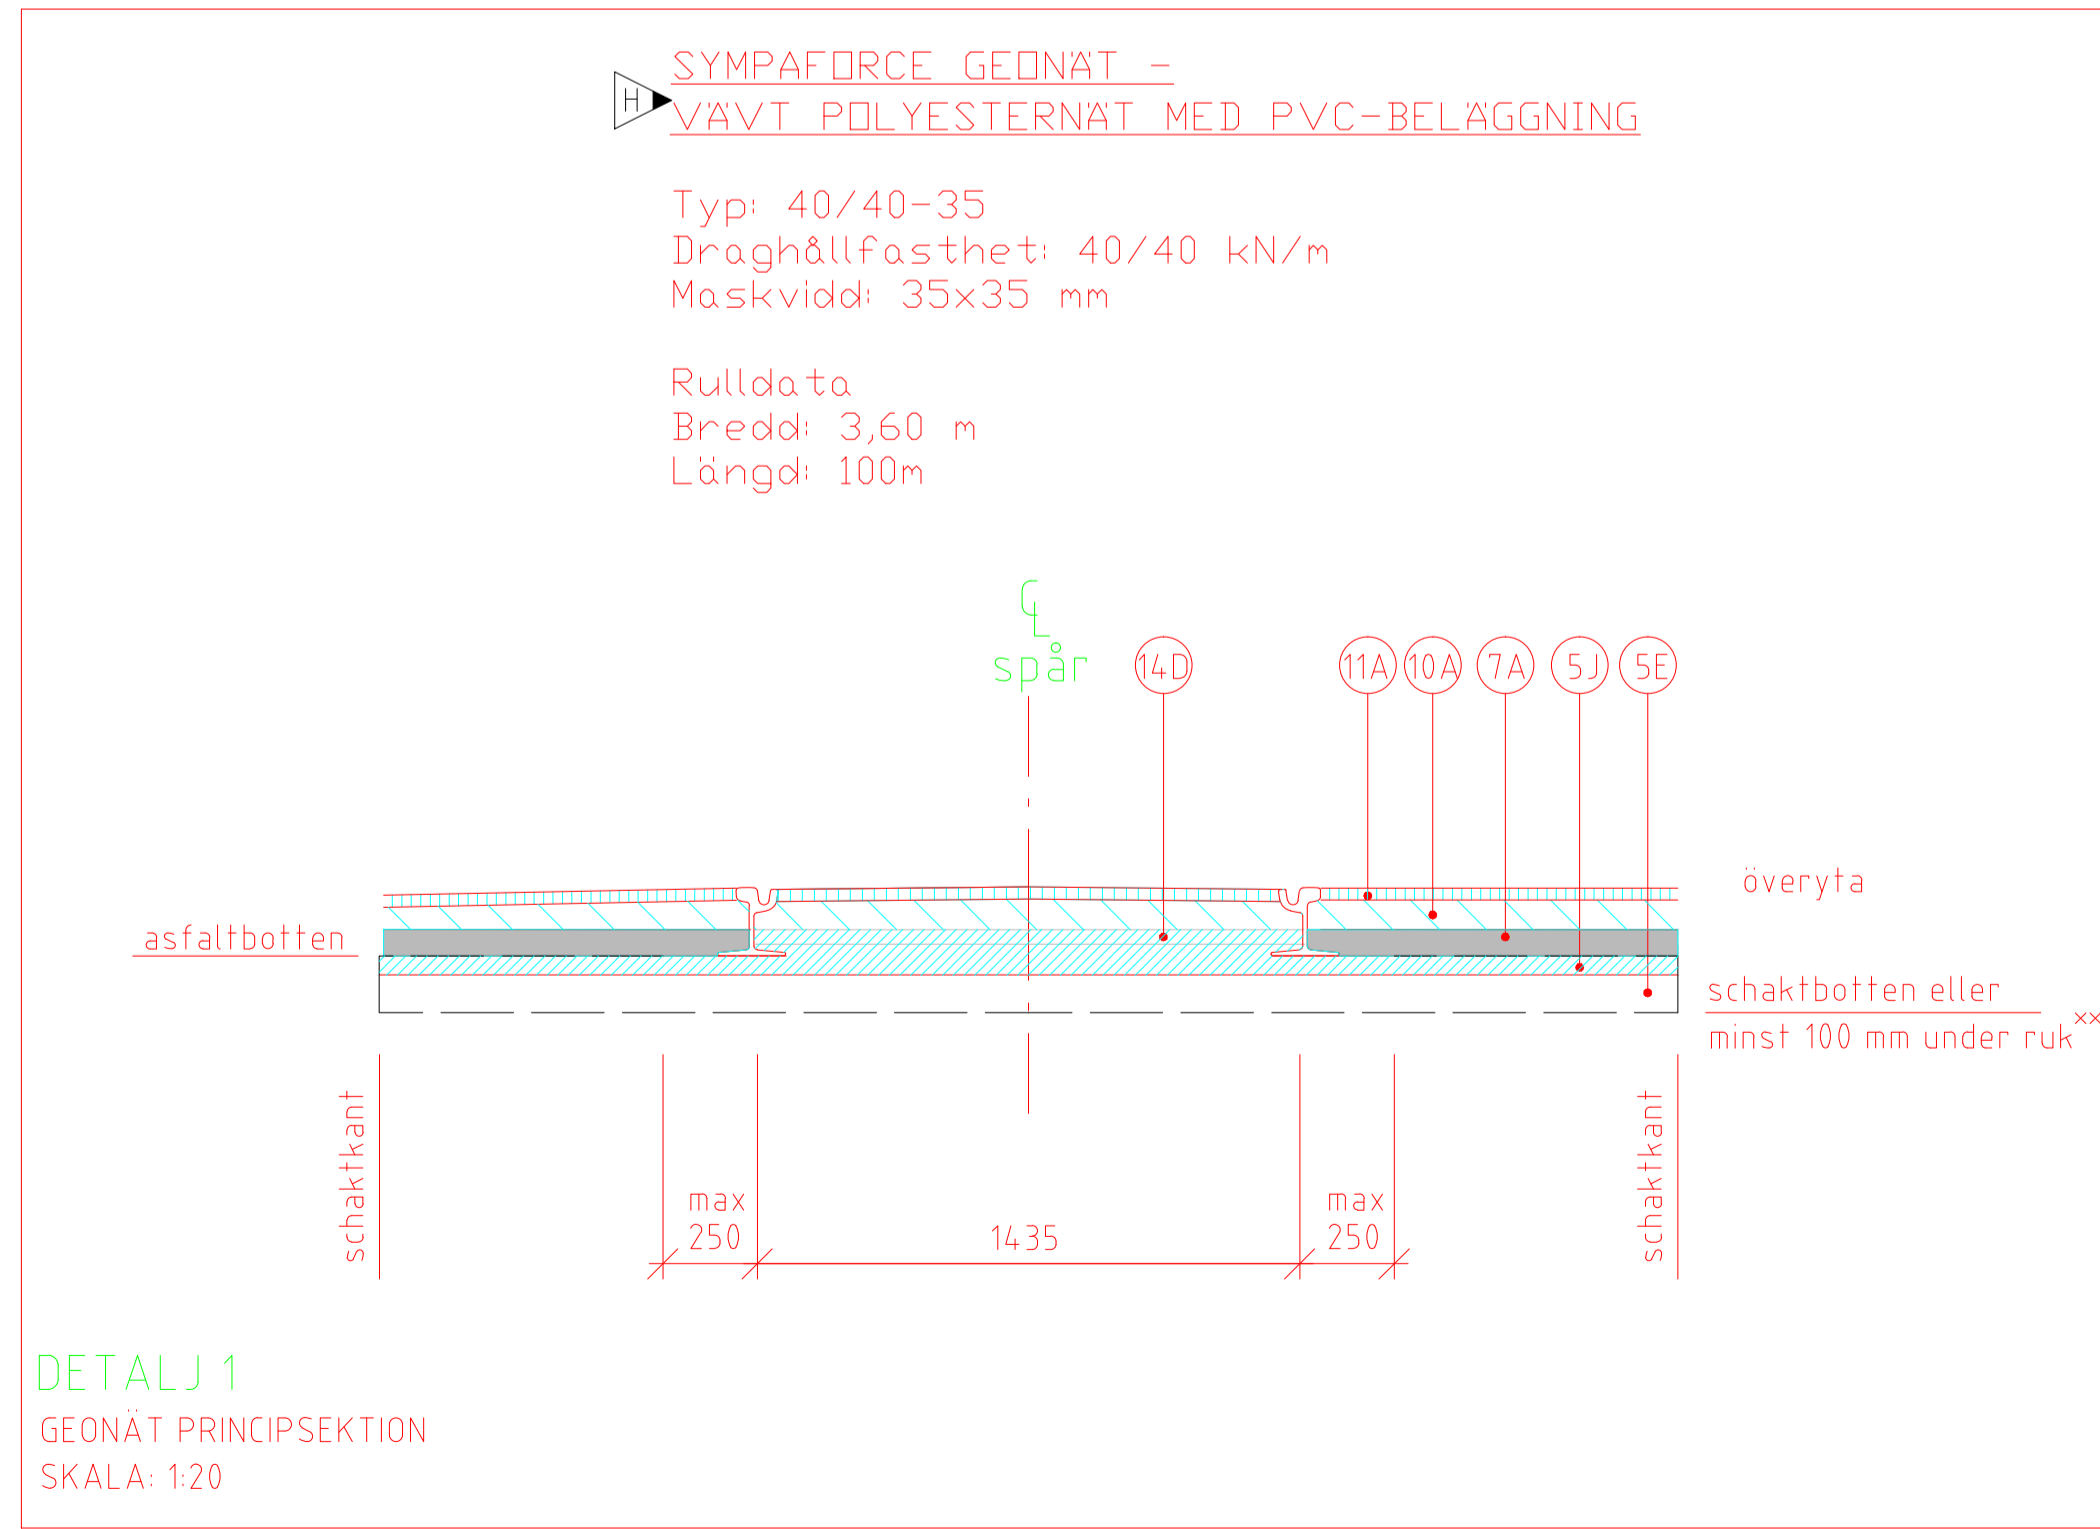 SYMPAFORCE GEONÄT -
H
VÄVT POLYESTERNÄT MED PVC-BELÄGGNING
Typ: 40/40-35
Draghållfasthet: 40/40 kN/m
Maskvidd: 35x35 mm
Rulldata
Bredd: 3,60 m
Längd: 100m
CL
spår
14D
11A
10A
7A
5J
5E
överyta
asfaltbotten
schaktbotten eller
minst 100 mm under ruk xx
schaktkant
schaktkant
max
250
1435
max
250
DETALJ 1
GEONÄT PRINCIPSEKTION
SKALA: 1:20